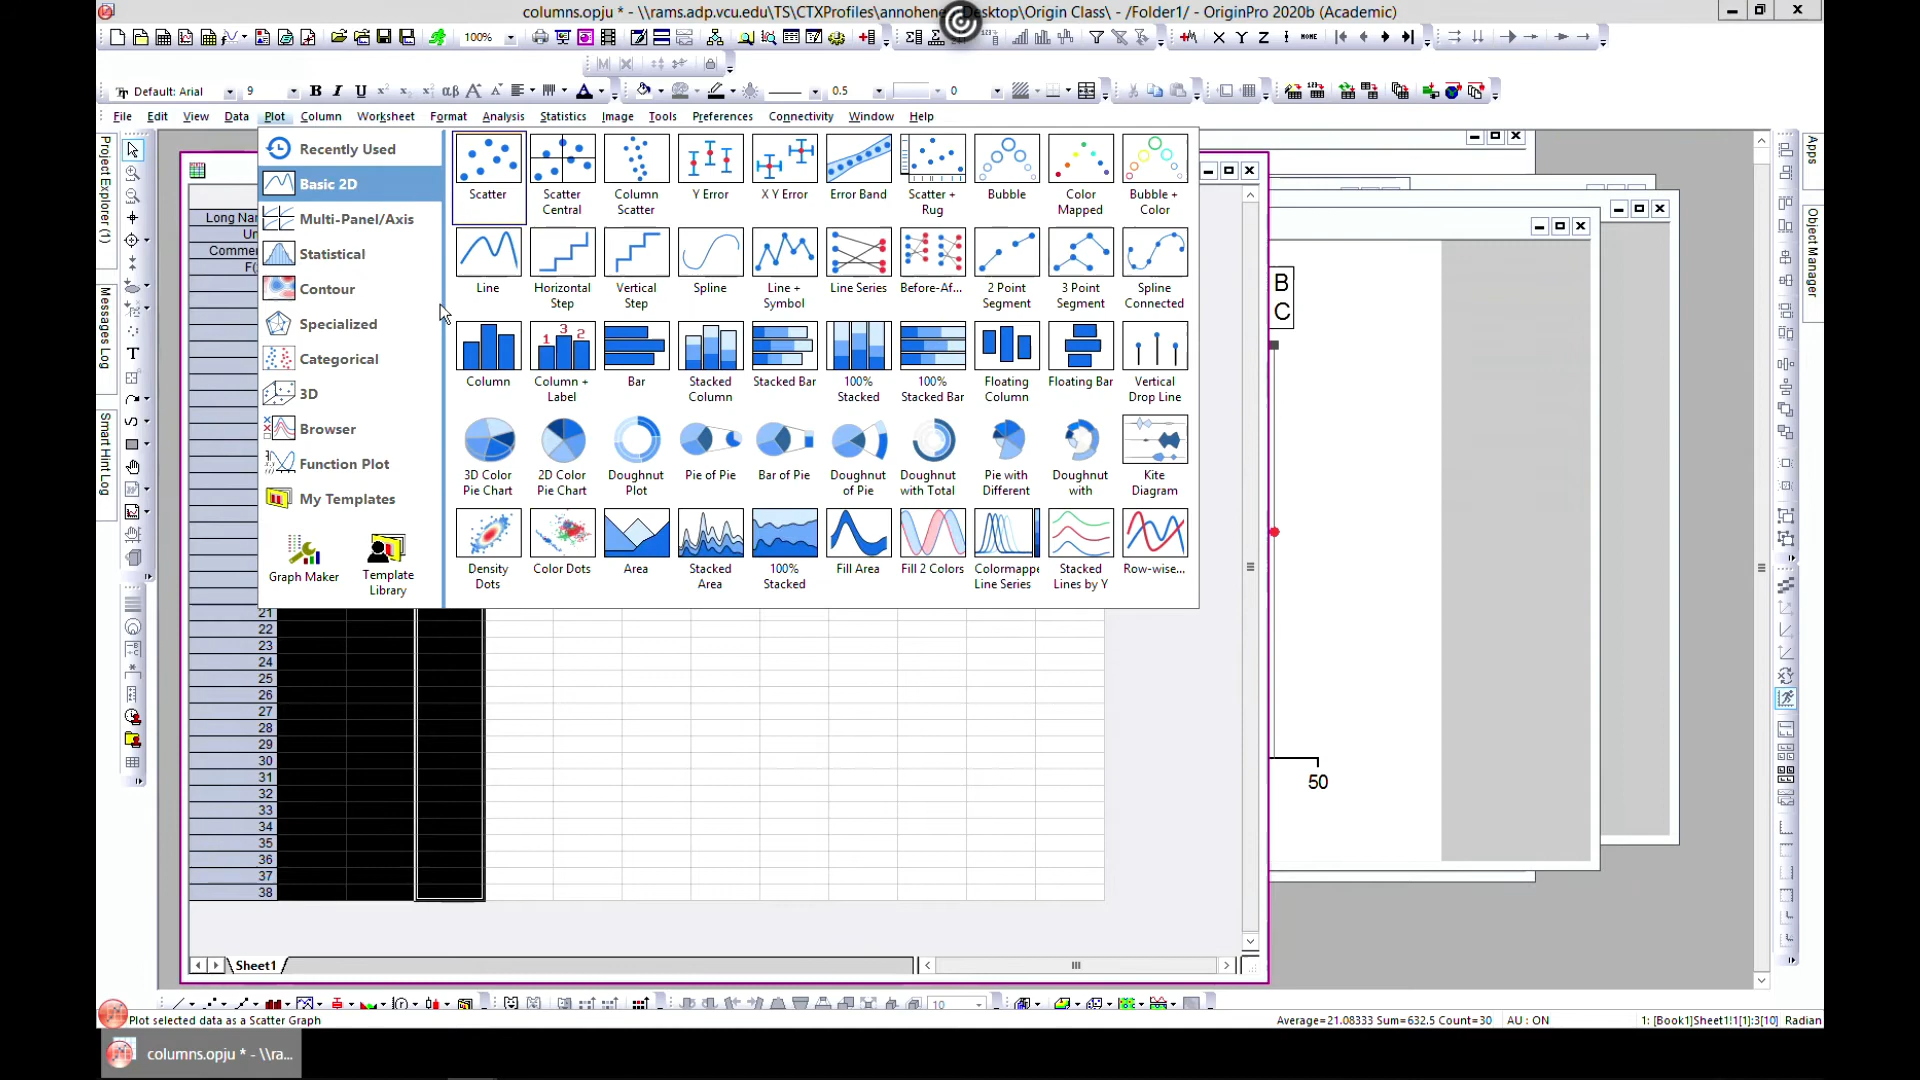 columns.opju * - \\rams.adp.vcu.edu\TS\CTXProfiles\annohene
Desktop\Origin Class\ - /Folder1/ - OriginPro 2020b (Academic)
100%
Default: Arial
9
B I U
αβ
0.5
0
X Y Z
HOME
File Edit View Data Plot Column Worksheet Format Analysis Statistics Image Tools Preferences Connectivity Window Help
Project Explorer (1)
Messages Log
Smart Hint Log
Apps
Object Manager
Recently Used
Basic 2D
Multi-Panel/Axis
Statistical
Contour
Specialized
Categorical
3D
Browser
Function Plot
My Templates
Graph Maker
Template Library
Scatter
Scatter Central
Column Scatter
Y Error
X Y Error
Error Band
Scatter + Rug
Bubble
Color Mapped
Bubble + Color
Line
Horizontal Step
Vertical Step
Spline
Line + Symbol
Line Series
Before-Af...
2 Point Segment
3 Point Segment
Spline Connected
Column
Column + Label
Bar
Stacked Column
Stacked Bar
100% Stacked
100% Stacked Bar
Floating Column
Floating Bar
Vertical Drop Line
3D Color Pie Chart
2D Color Pie Chart
Doughnut Plot
Pie of Pie
Bar of Pie
Doughnut of Pie
Doughnut with Total
Pie with Different
Doughnut with
Kite Diagram
Density Dots
Color Dots
Area
Stacked Area
100% Stacked
Fill Area
Fill 2 Colors
Colormappe Line Series
Stacked Lines by Y
Row-wise...
Long Na
Un
Comme
F(
21
22
23
24
25
26
27
28
29
30
31
32
33
34
35
36
37
38
B
C
50
Sheet1
10
Plot selected data as a Scatter Graph
Average=21.08333 Sum=632.5 Count=30
AU : ON
1: [Book1]Sheet1!1[1]:3[10] Radian
columns.opju * - \\ra...